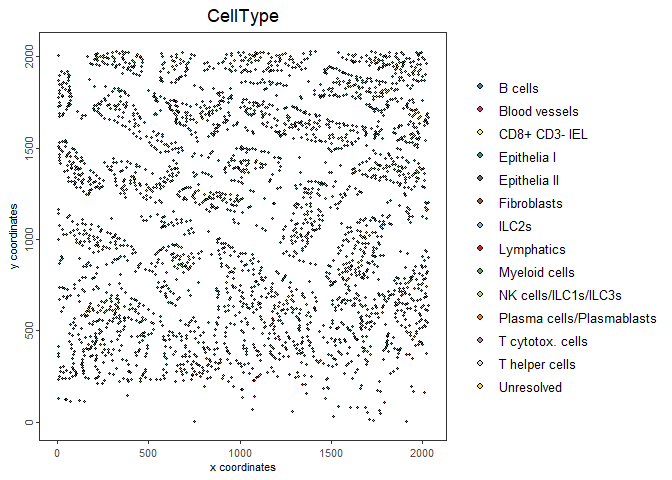 CellType
2000
1500
1000
500
0
y coordinates
0
500
1000
1500
2000
x coordinates
B cells
Blood vessels
CD8+ CD3- IEL
Epithelia I
Epithelia II
Fibroblasts
ILC2s
Lymphatics
Myeloid cells
NK cells/ILC1s/ILC3s
Plasma cells/Plasmablasts
T cytotox. cells
T helper cells
Unresolved